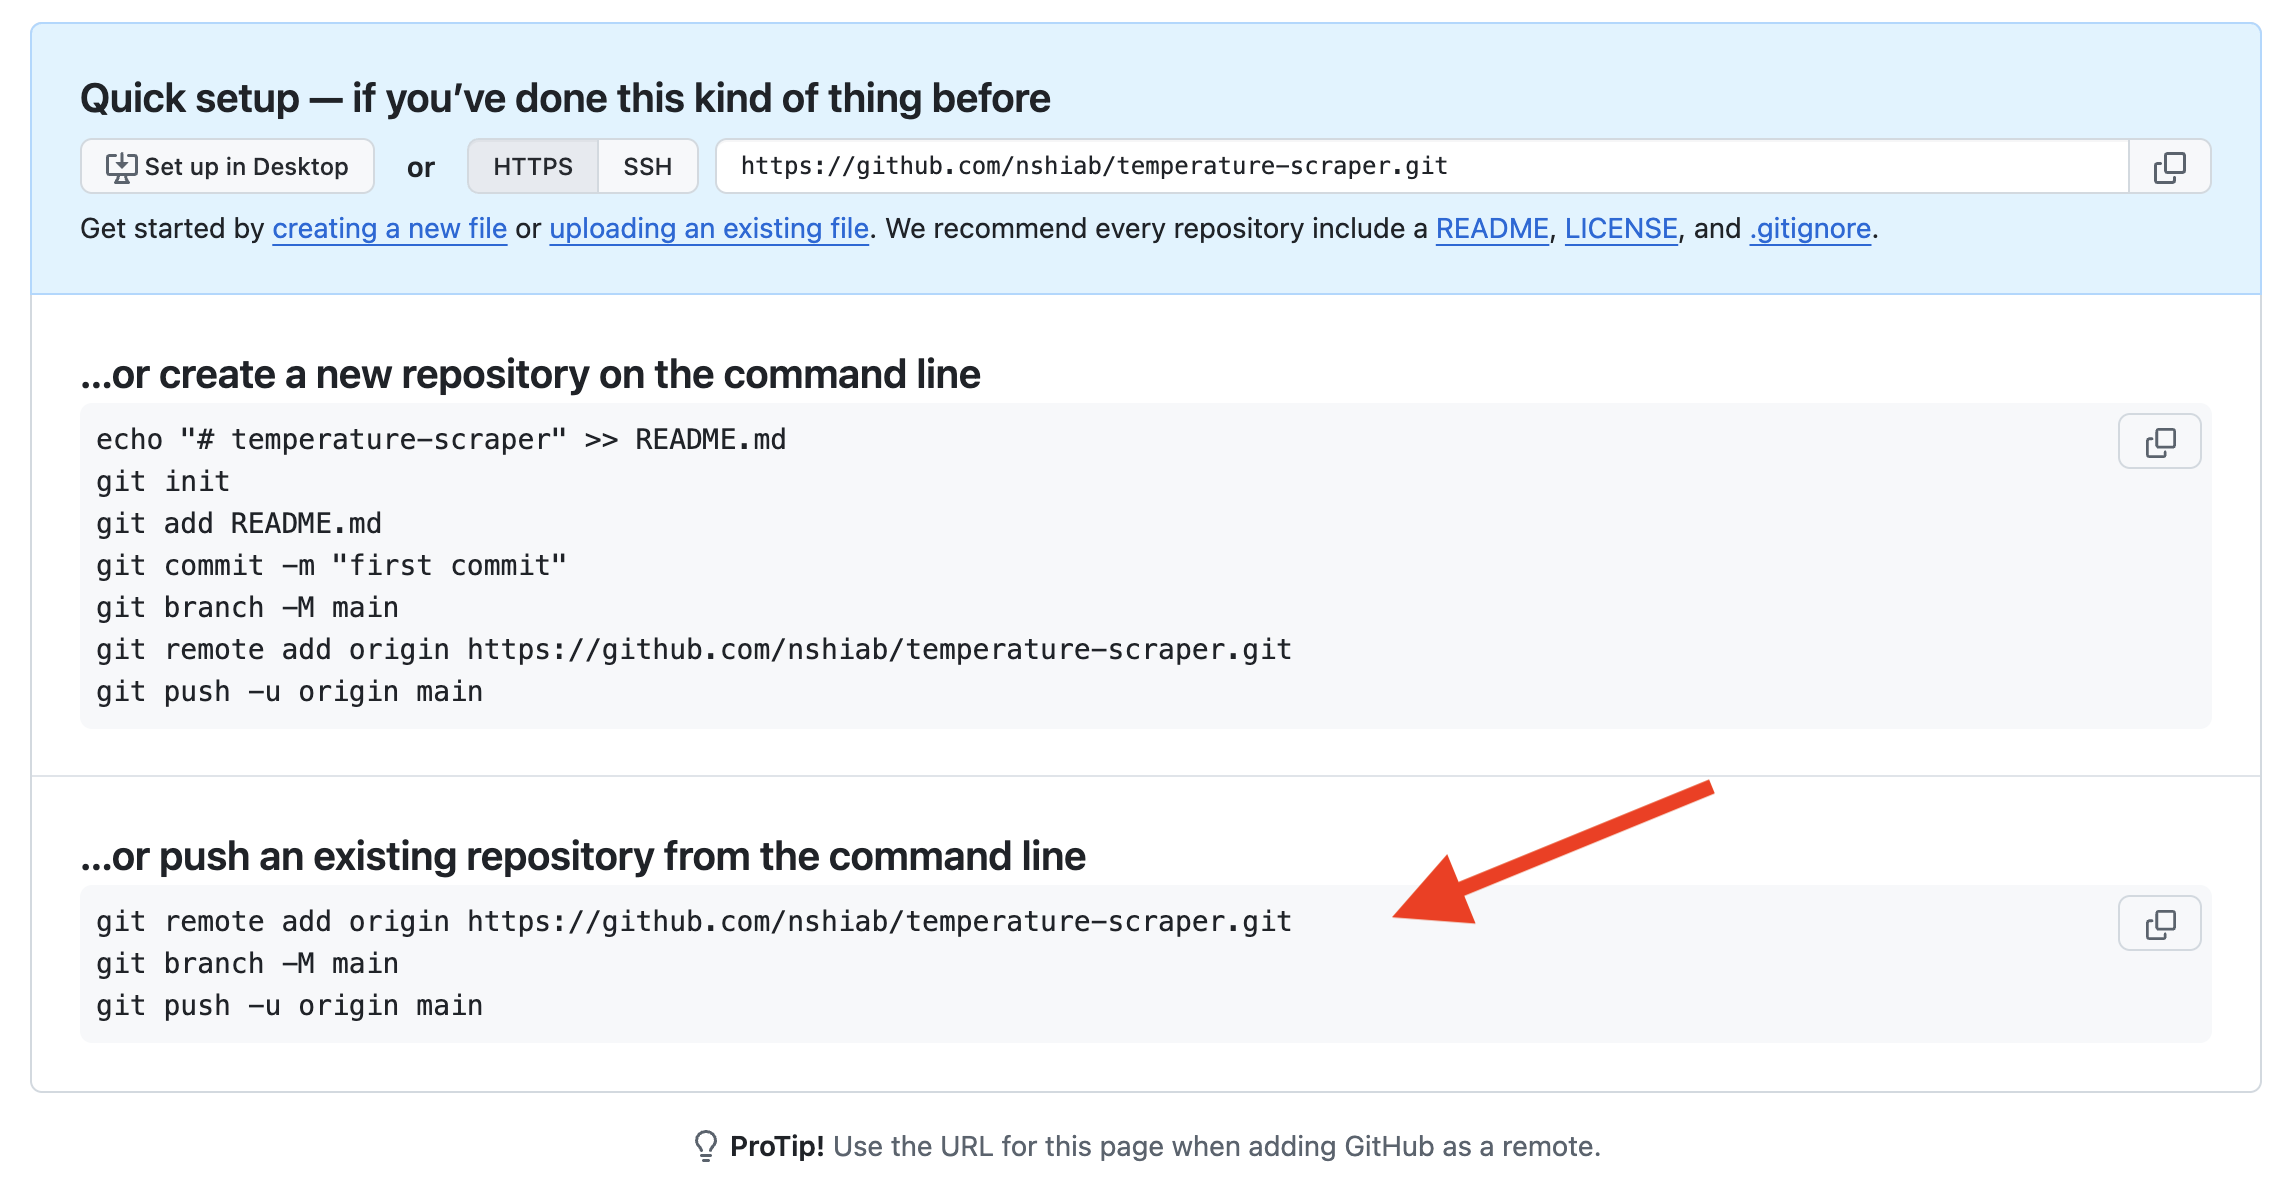 Quick setup — if you’ve done this kind of thing before
Set up in Desktop or HTTPS SSH https://github.com/nshiab/temperature-scraper.git
Get started by creating a new file or uploading an existing file. We recommend every repository include a README, LICENSE, and .gitignore.
…or create a new repository on the command line
echo "# temperature-scraper" >> README.md
git init
git add README.md
git commit -m "first commit"
git branch -M main
git remote add origin https://github.com/nshiab/temperature-scraper.git
git push -u origin main
…or push an existing repository from the command line
git remote add origin https://github.com/nshiab/temperature-scraper.git
git branch -M main
git push -u origin main
ProTip! Use the URL for this page when adding GitHub as a remote.